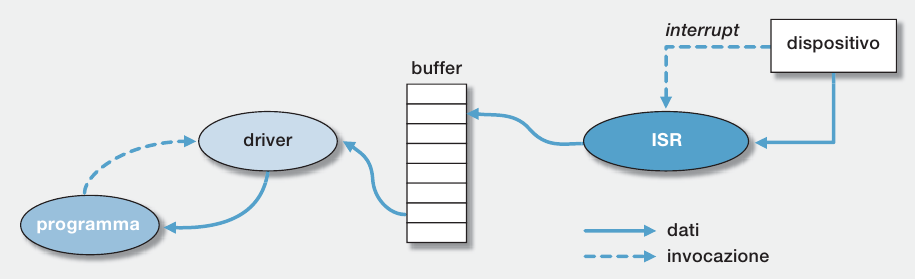 interrupt
dispositivo
buffer
driver
ISR
programma
dati
invocazione